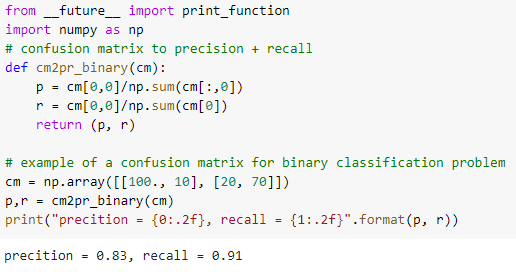 from __future__ import print_function
import numpy as np
# confusion matrix to precision + recall
def cm2pr_binary(cm):
    p = cm[0,0]/np.sum(cm[:,0])
    r = cm[0,0]/np.sum(cm[0])
    return (p, r)

# example of a confusion matrix for binary classification problem
cm = np.array([[100., 10], [20, 70]])
p,r = cm2pr_binary(cm)
print("precition = {0:.2f}, recall = {1:.2f}".format(p, r))

precition = 0.83, recall = 0.91